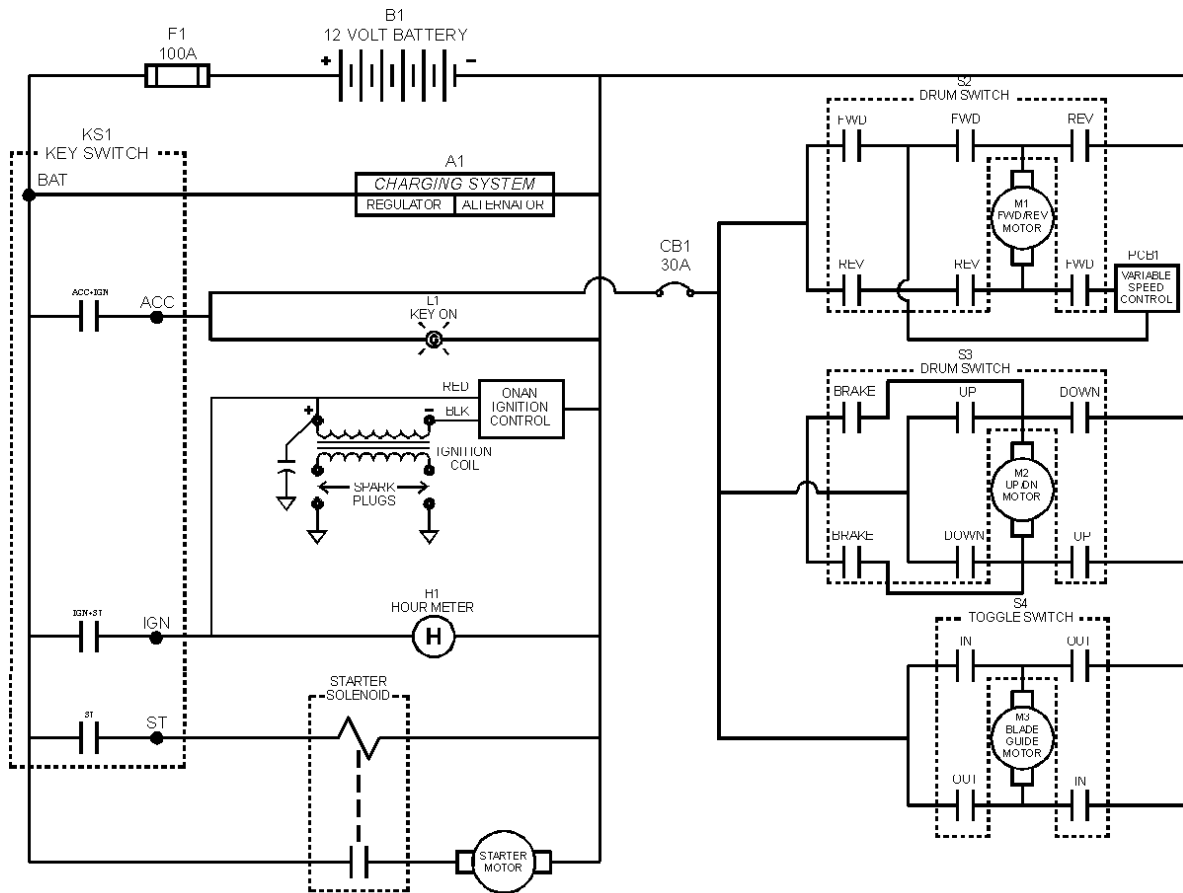 F1
100A
B1
12 VOLT BATTERY
+
−
KS1
KEY SWITCH
BAT
A1
CHARGING SYSTEM
REGULATOR
ALTERNATOR
CB1
30A
ACC+IGN
ACC
L1
KEY ON
G
RED
BLK
ONAN
IGNITION
CONTROL
+
−
IGNITION
COIL
SPARK
PLUGS
IGN+ST
IGN
H1
HOUR METER
H
ST
ST
STARTER
SOLENOID
STARTER
MOTOR
S2
DRUM SWITCH
FWD
FWD
REV
M1
FWD/REV
MOTOR
REV
REV
FWD
PCB1
VARIABLE
SPEED
CONTROL
S3
DRUM SWITCH
BRAKE
UP
DOWN
M2
UP/DN
MOTOR
BRAKE
DOWN
UP
S4
TOGGLE SWITCH
IN
OUT
M3
BLADE
GUIDE
MOTOR
OUT
IN